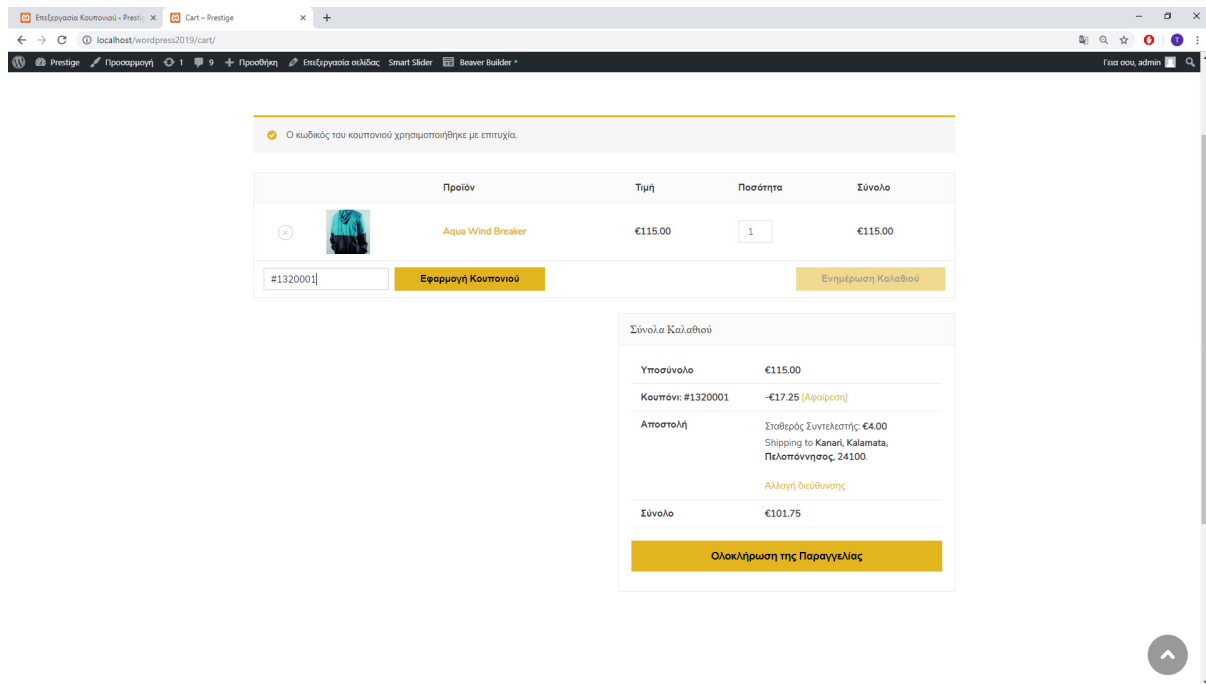 Επεξεργασία Κουπονιού ‹ Presti
Cart – Prestige
localhost/wordpress2019/cart/
T
Prestige Προσαρμογή 1 9 Προσθήκη Επεξεργασία σελίδας Smart Slider Beaver Builder
Γεια σου, admin
Ο κωδικός του κουπονιού χρησιμοποιήθηκε με επιτυχία.
Προϊόν Τιμή Ποσότητα Σύνολο
Aqua Wind Breaker €115.00 1 €115.00
#1320001 Εφαρμογή Κουπονιού Ενημέρωση Καλαθιού
Σύνολα Καλαθιού
Υποσύνολο €115.00
Κουπόνι: #1320001 -€17.25 [Αφαίρεση]
Αποστολή Σταθερός Συντελεστής: €4.00
Shipping to Kanari, Kalamata,
Πελοπόννησος, 24100.
Αλλαγή διεύθυνσης
Σύνολο €101.75
Ολοκλήρωση της Παραγγελίας